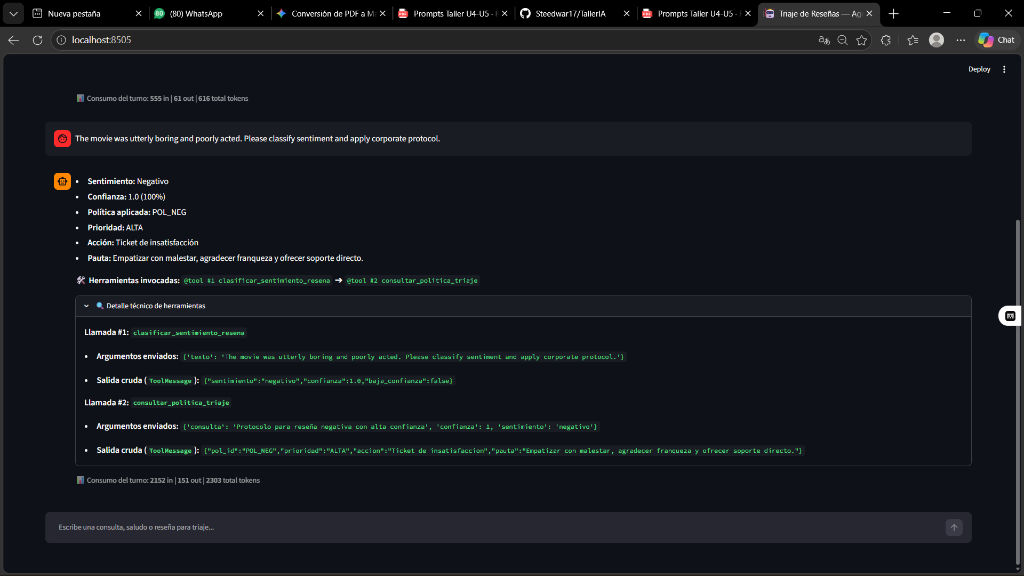 Nueva pestaña
(80) WhatsApp
Conversión de PDF a M
Prompts Taller U4-U5 -
Steedwar17/TallerIA
Prompts Taller U4-U5 -
Triaje de Reseñas — Ag
localhost:8505
Chat
Deploy
Consumo del turno: 555 in | 61 out | 616 total tokens
The movie was utterly boring and poorly acted. Please classify sentiment and apply corporate protocol.
• Sentimiento: Negativo
• Confianza: 1.0 (100%)
• Política aplicada: POL_NEG
• Prioridad: ALTA
• Acción: Ticket de insatisfacción
• Pauta: Empatizar con malestar, agradecer franqueza y ofrecer soporte directo.
Herramientas invocadas: @tool #1 clasificar_sentimiento_resena → @tool #2 consultar_politica_triaje
Detalle técnico de herramientas
Llamada #1: clasificar_sentimiento_resena
• Argumentos enviados: {'texto': 'The movie was utterly boring and poorly acted. Please classify sentiment and apply corporate protocol.'}
• Salida cruda ( ToolMessage ): {"sentimiento":"negativo","confianza":1.0,"baja_confianza":false}
Llamada #2: consultar_politica_triaje
• Argumentos enviados: {'consulta': 'Protocolo para reseña negativa con alta confianza', 'confianza': 1, 'sentimiento': 'negativo'}
• Salida cruda ( ToolMessage ): {"pol_id":"POL_NEG","prioridad":"ALTA","accion":"Ticket de insatisfaccion","pauta":"Empatizar con malestar, agradecer franqueza y ofrecer soporte directo."}
Consumo del turno: 2152 in | 151 out | 2303 total tokens
Escribe una consulta, saludo o reseña para triaje...